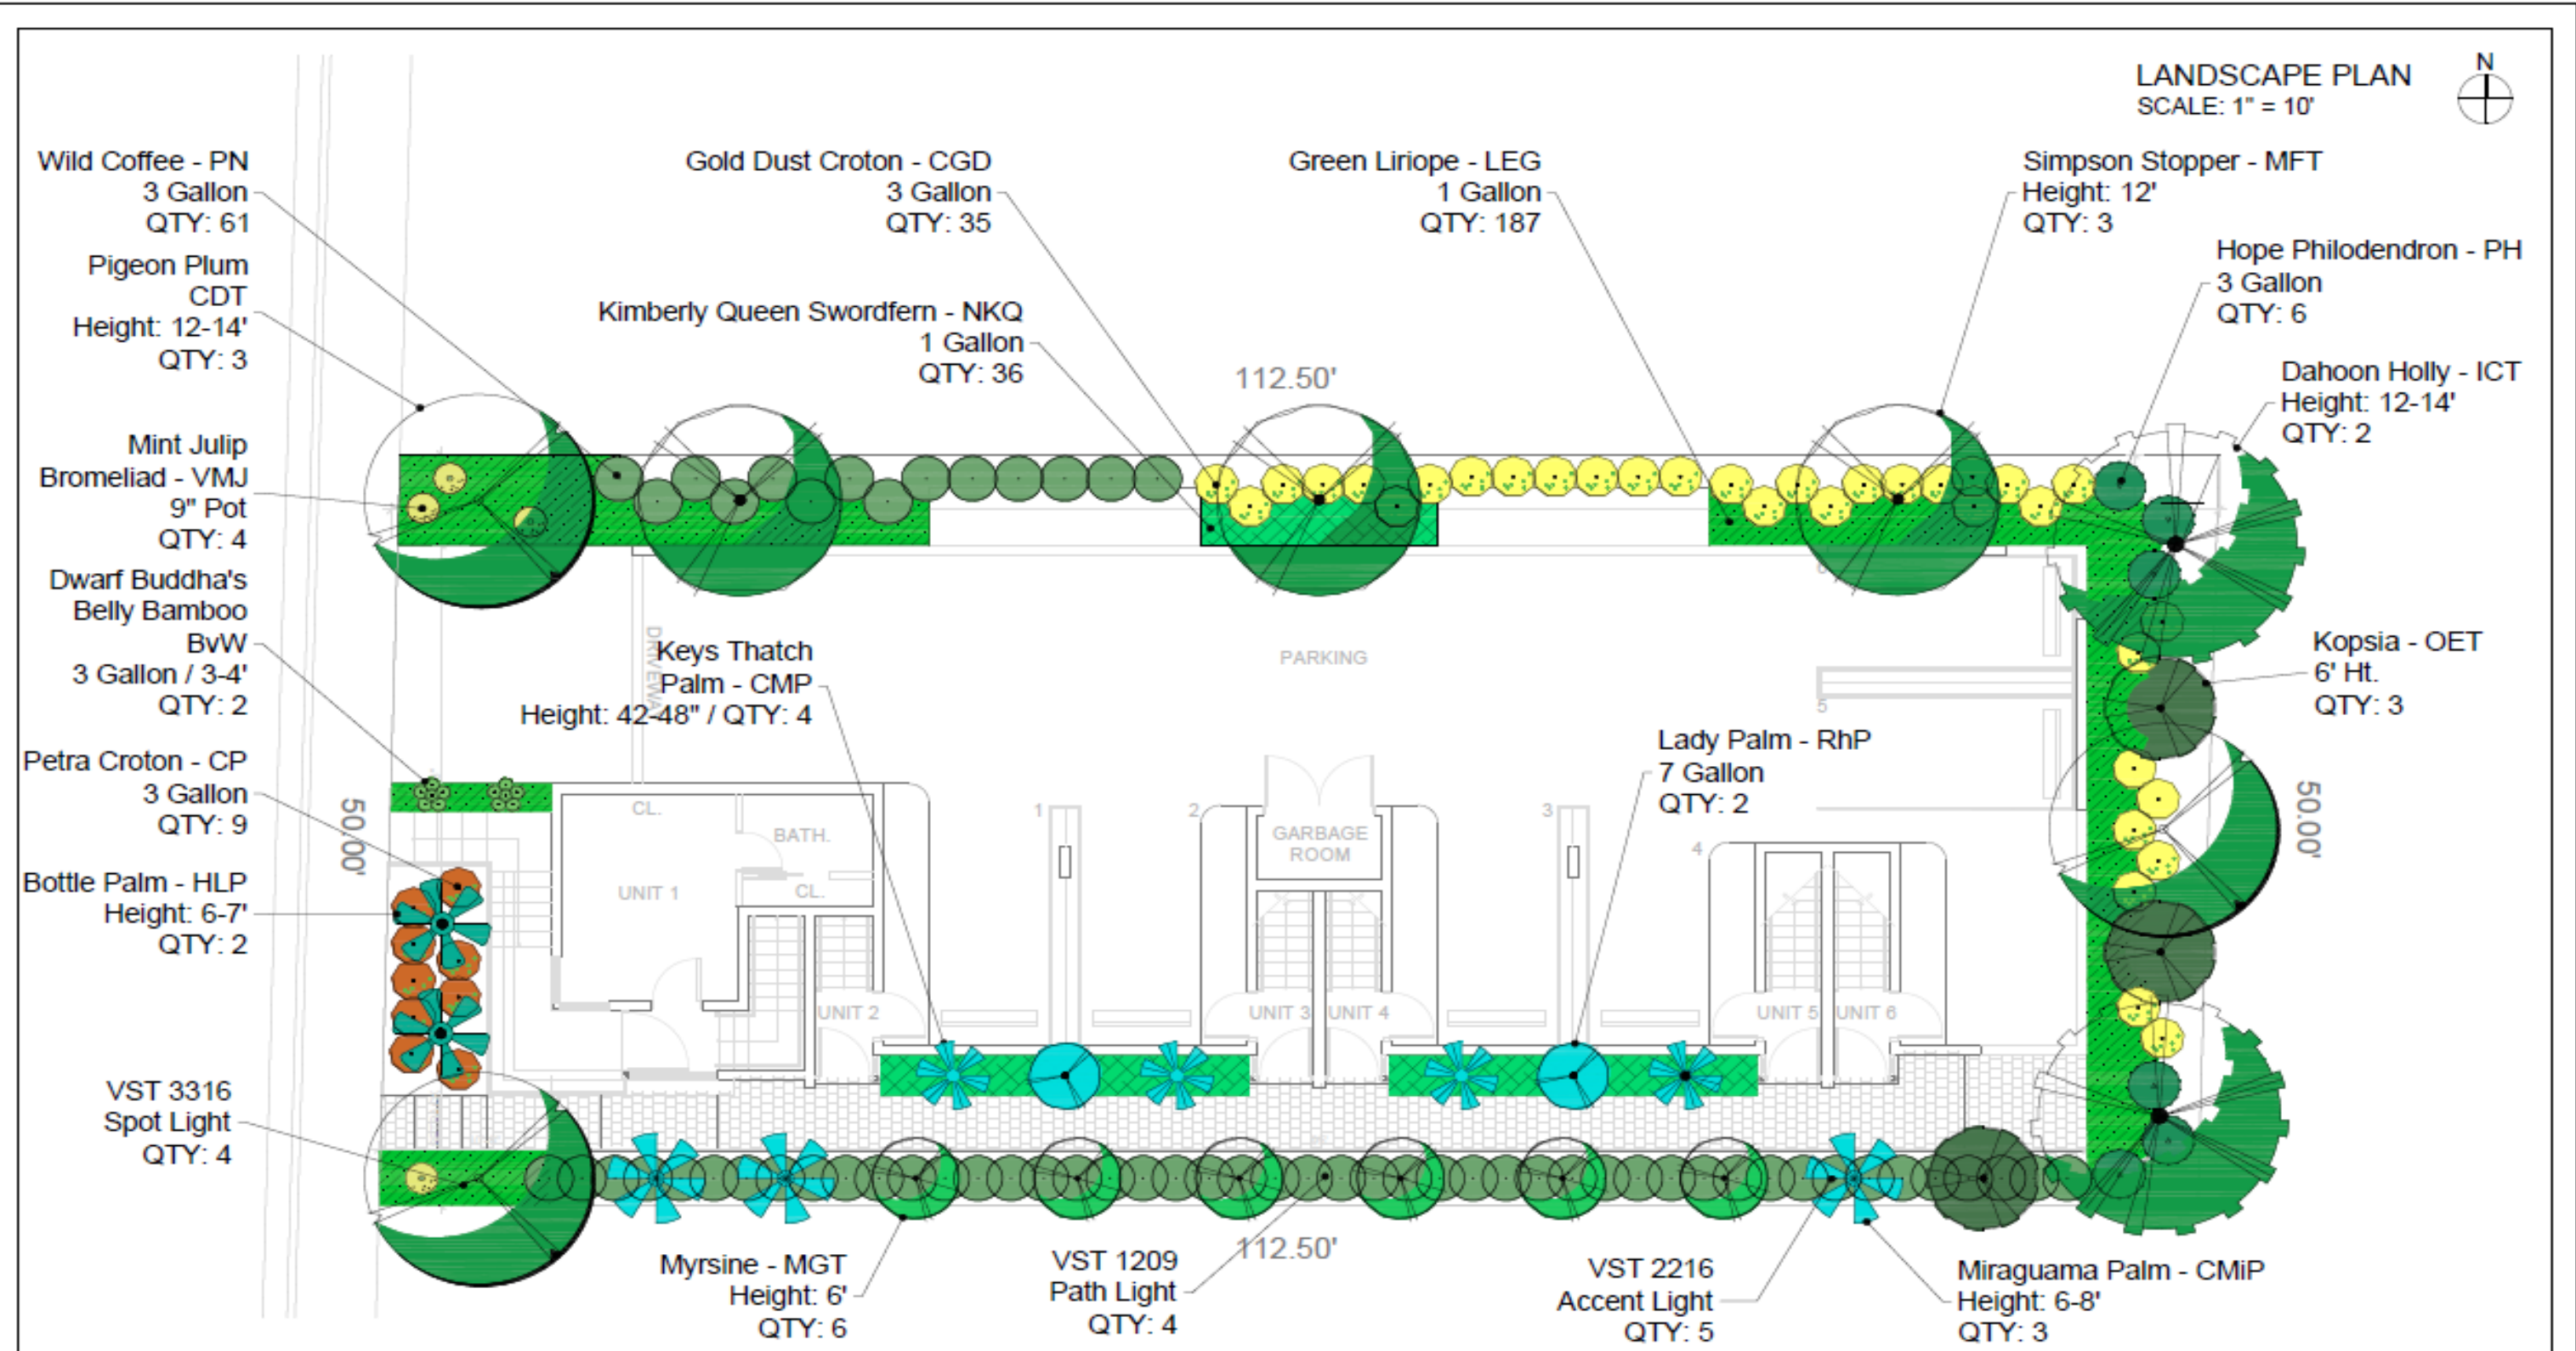 LANDSCAPE PLAN
SCALE: 1" = 10'
N
Wild Coffee - PN
3 Gallon
QTY: 61
Gold Dust Croton - CGD
3 Gallon
QTY: 35
Green Liriope - LEG
1 Gallon
QTY: 187
Simpson Stopper - MFT
Height: 12'
QTY: 3
Hope Philodendron - PH
3 Gallon
QTY: 6
Pigeon Plum
CDT
Height: 12-14'
QTY: 3
Kimberly Queen Swordfern - NKQ
1 Gallon
QTY: 36
112.50'
Dahoon Holly - ICT
Height: 12-14'
QTY: 2
Mint Julip
Bromeliad - VMJ
9" Pot
QTY: 4
Dwarf Buddha's
Belly Bamboo
BvW
3 Gallon / 3-4'
QTY: 2
DRIVEWAY
Keys Thatch
Palm - CMP
Height: 42-48" / QTY: 4
PARKING
Kopsia - OET
6' Ht.
QTY: 3
6
5
Lady Palm - RhP
7 Gallon
QTY: 2
Petra Croton - CP
3 Gallon
QTY: 9
50.00'
50.00'
CL.
BATH.
CL.
UNIT 1
1
2
GARBAGE
ROOM
3
4
Bottle Palm - HLP
Height: 6-7'
QTY: 2
UNIT 2
UNIT 3
UNIT 4
UNIT 5
UNIT 6
VST 3316
Spot Light
QTY: 4
Myrsine - MGT
Height: 6'
QTY: 6
VST 1209
Path Light
QTY: 4
112.50'
VST 2216
Accent Light
QTY: 5
Miraguama Palm - CMiP
Height: 6-8'
QTY: 3